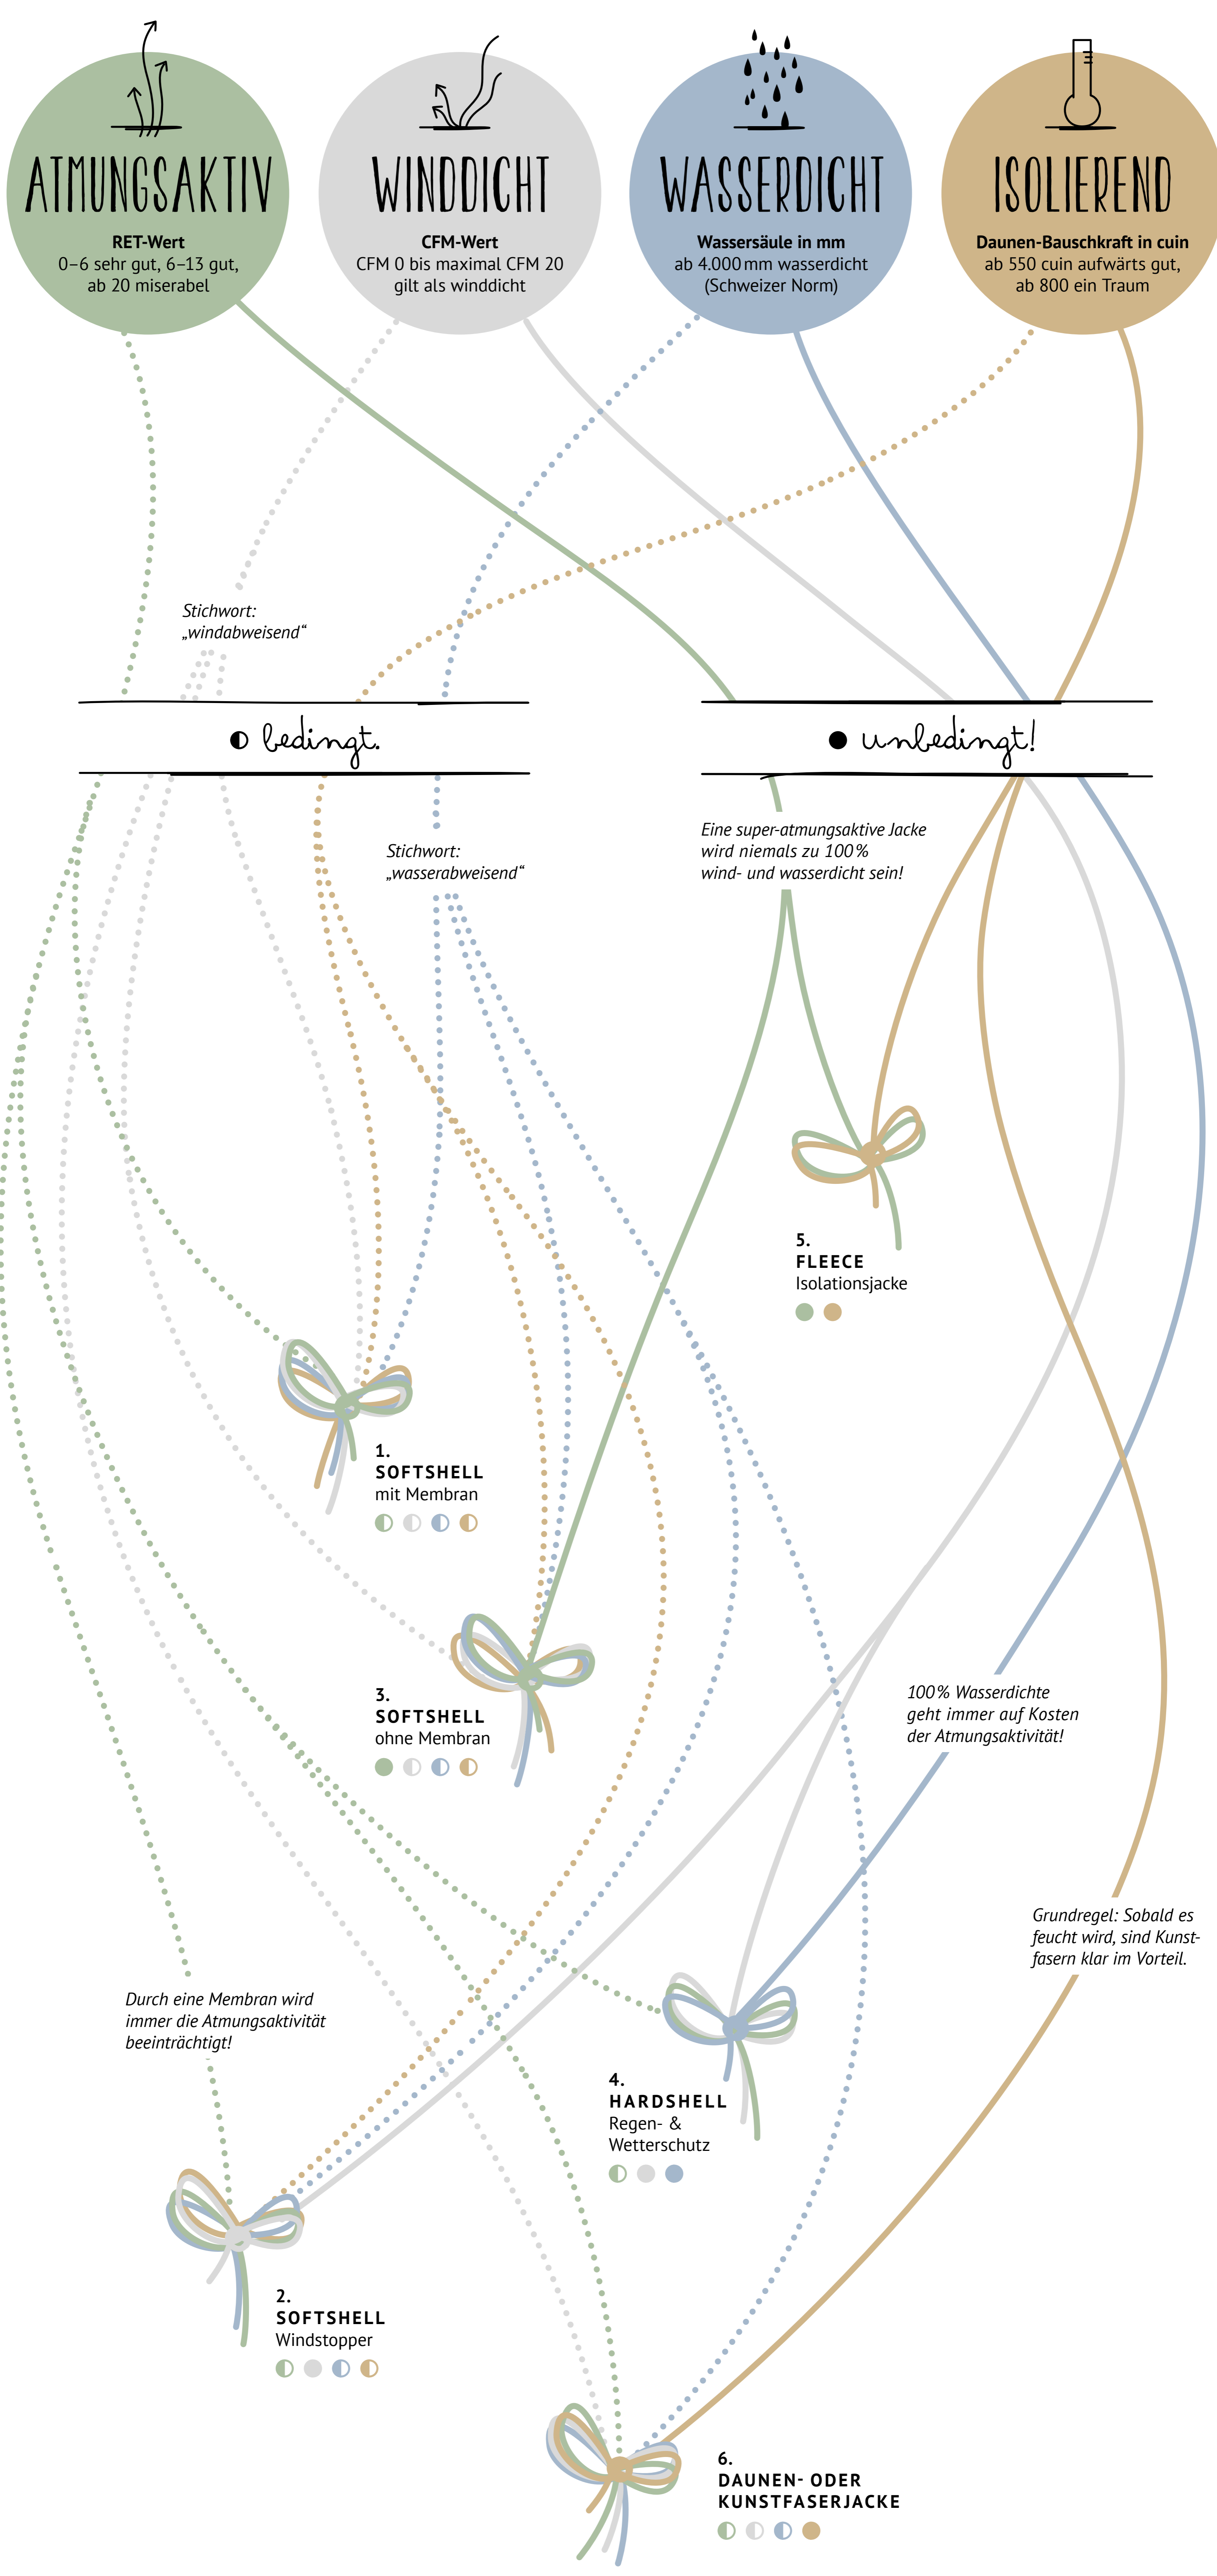 ATMUNGSAKTIV
RET-Wert
0–6 sehr gut, 6–13 gut,
ab 20 miserabel
WINDDICHT
CFM-Wert
CFM 0 bis maximal CFM 20
gilt als winddicht
WASSERDICHT
Wassersäule in mm
ab 4.000 mm wasserdicht
(Schweizer Norm)
ISOLIEREND
Daunen-Bauschkraft in cuin
ab 550 cuin aufwärts gut,
ab 800 ein Traum
Stichwort:
„windabweisend“
bedingt.
unbedingt!
Stichwort:
„wasserabweisend“
Eine super-atmungsaktive Jacke
wird niemals zu 100 %
wind- und wasserdicht sein!
5.
FLEECE
Isolationsjacke
1.
SOFTSHELL
mit Membran
3.
SOFTSHELL
ohne Membran
100 % Wasserdichte
geht immer auf Kosten
der Atmungsaktivität!
Grundregel: Sobald es
feucht wird, sind Kunst-
fasern klar im Vorteil.
Durch eine Membran wird
immer die Atmungsaktivität
beeinträchtigt!
4.
HARDSHELL
Regen- &
Wetterschutz
2.
SOFTSHELL
Windstopper
6.
DAUNEN- ODER
KUNSTFASERJACKE